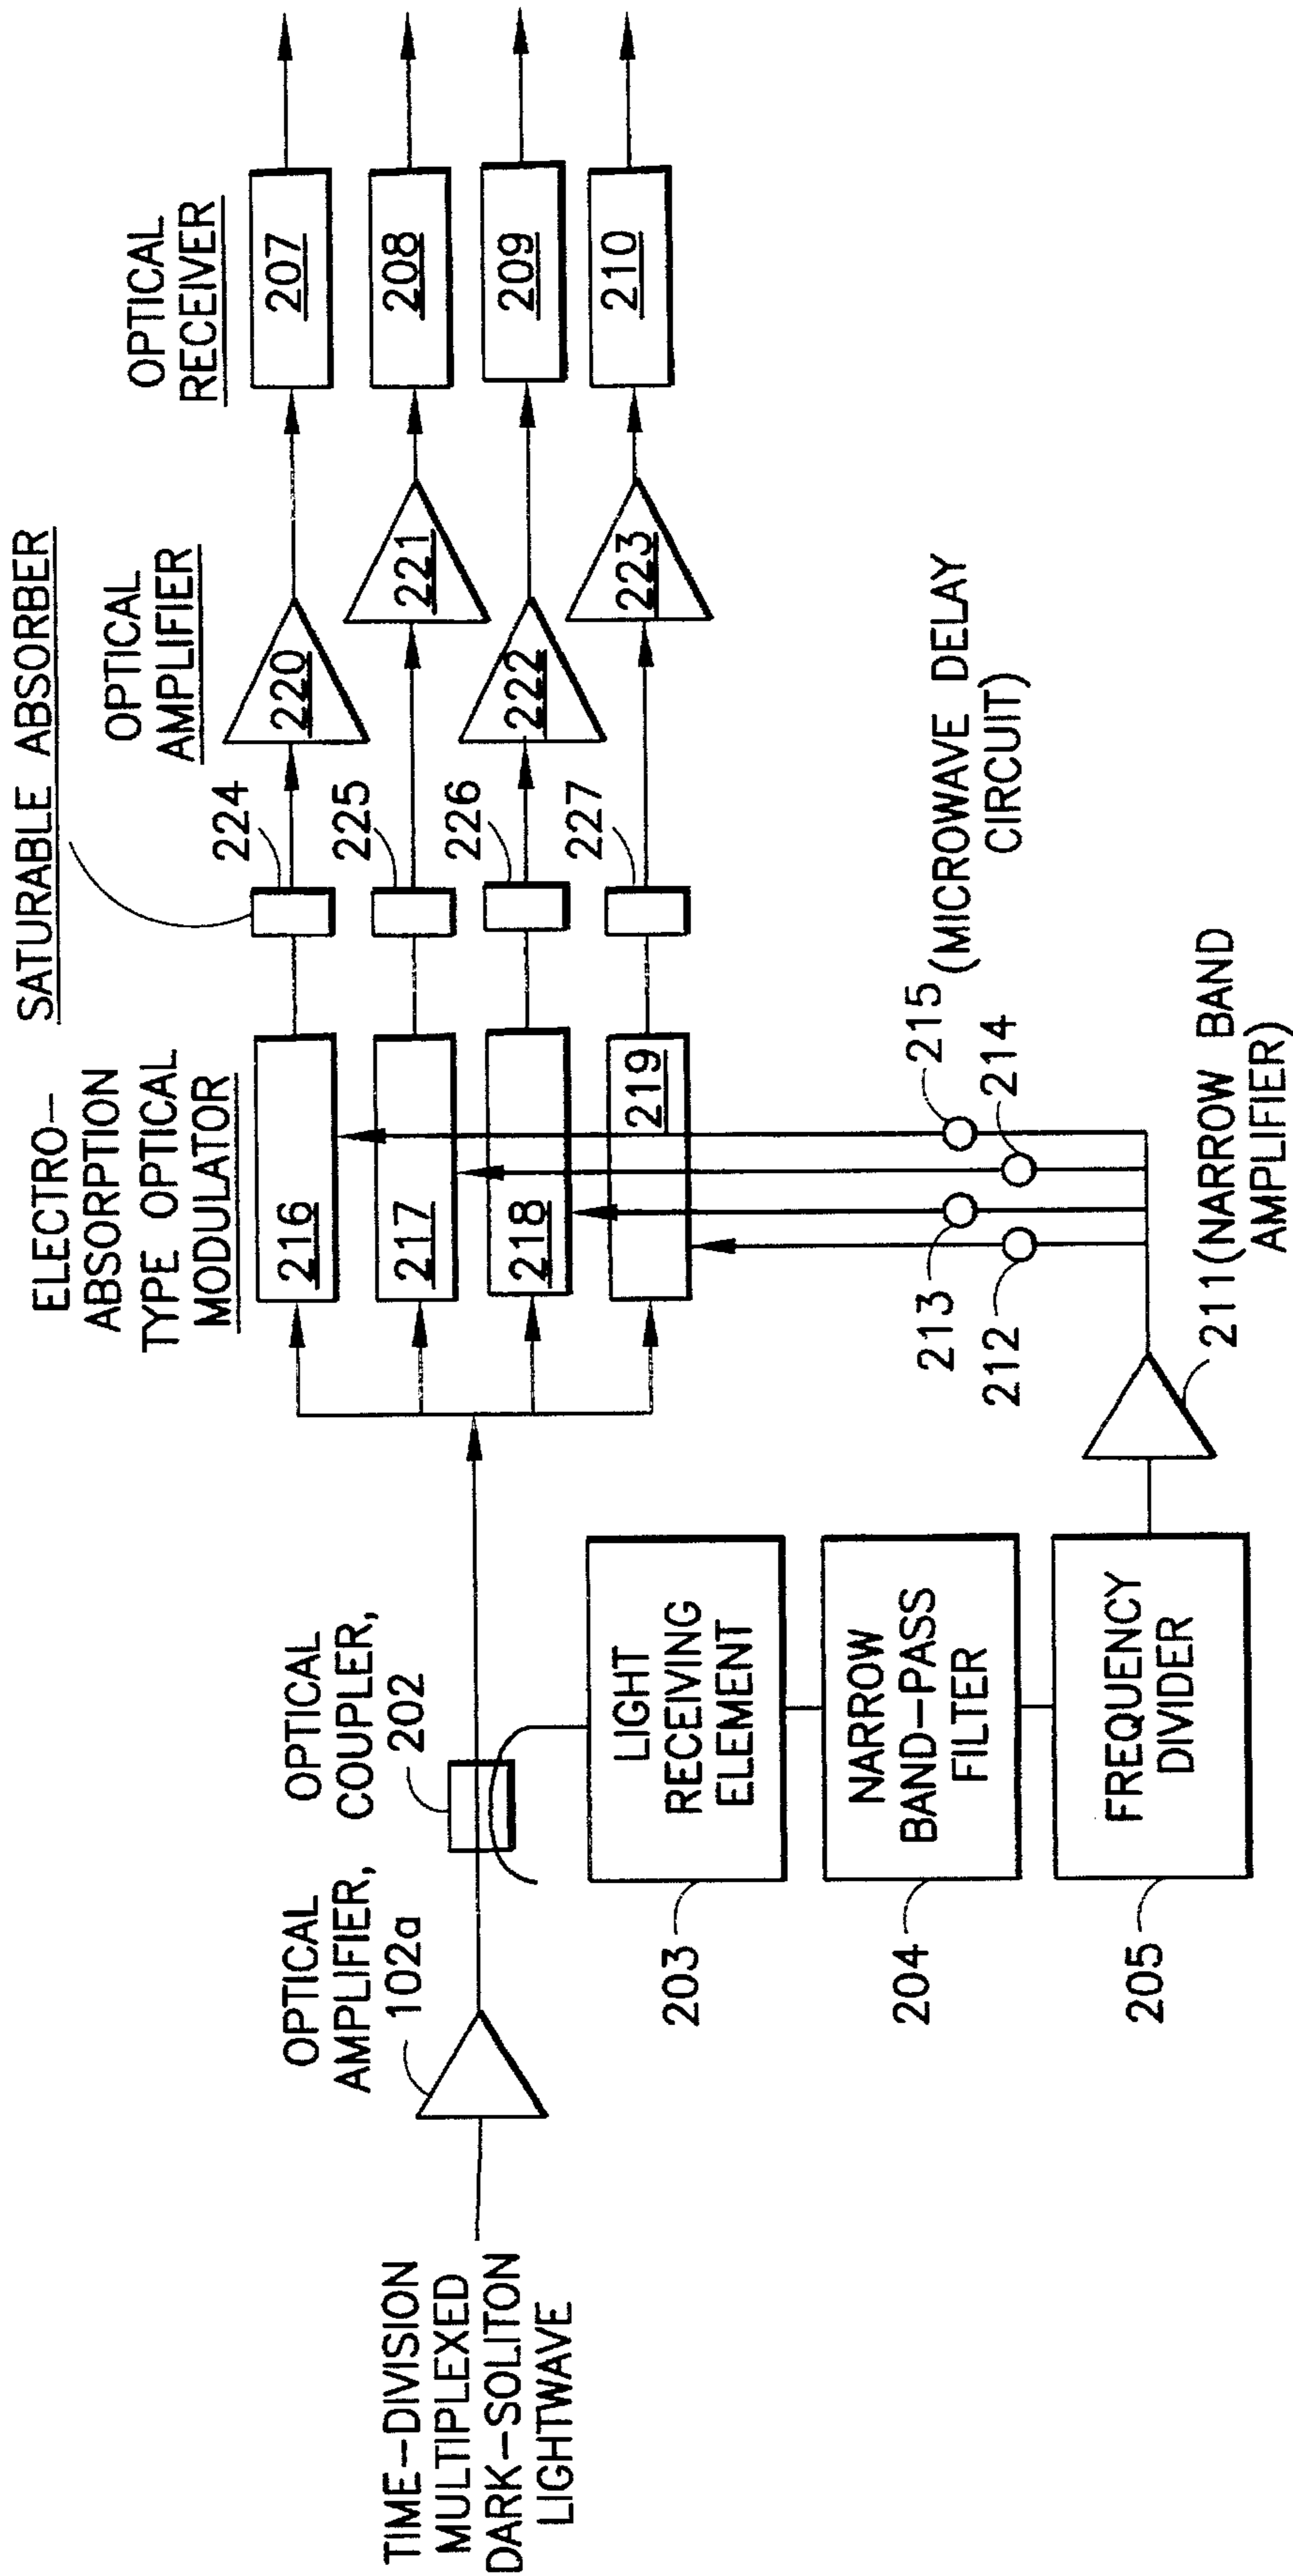 TIME-DIVISION
MULTIPLEXED
DARK-SOLITON
LIGHTWAVE
OPTICAL
AMPLIFIER,
102a
OPTICAL
COUPLER,
202
LIGHT
RECEIVING
ELEMENT
203
NARROW
BAND-PASS
FILTER
204
FREQUENCY
DIVIDER
205
211(NARROW BAND
AMPLIFIER)
212
213
214
215(MICROWAVE DELAY
CIRCUIT)
ELECTRO-
ABSORPTION
TYPE OPTICAL
MODULATOR
216
217
218
219
SATURABLE ABSORBER
224
225
226
227
OPTICAL
AMPLIFIER
220
221
222
223
OPTICAL
RECEIVER
207
208
209
210